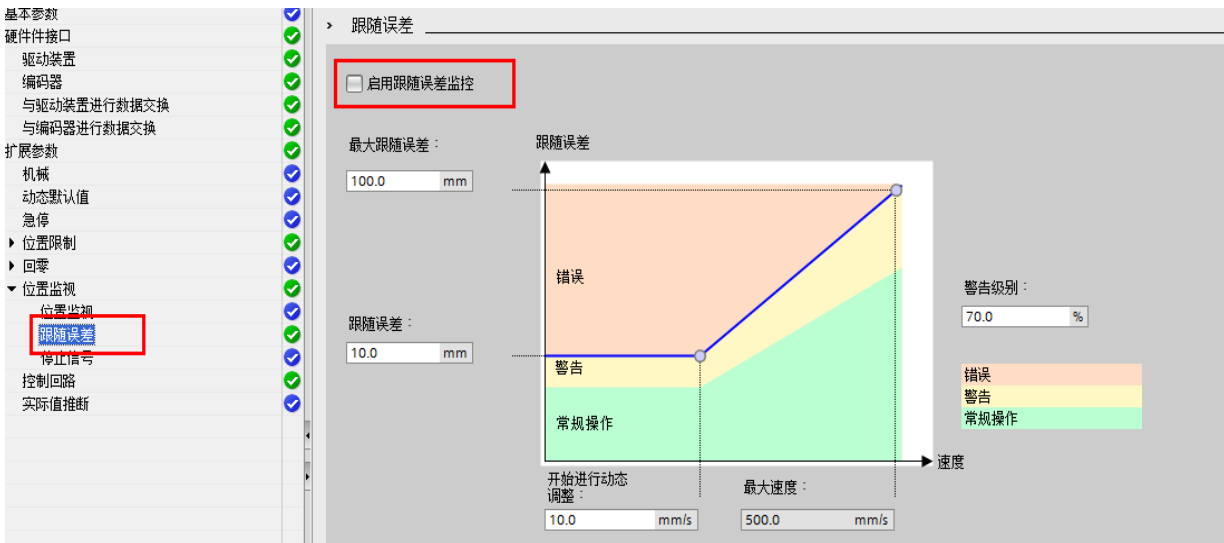 基本参数
硬件件接口
驱动装置
编码器
与驱动装置进行数据交换
与编码器进行数据交换
扩展参数
机械
动态默认值
急停
位置限制
回零
位置监视
位置监视
跟随误差
停止信号
控制回路
实际值推断
跟随误差
启用跟随误差监控
最大跟随误差：
100.0 mm
跟随误差：
10.0 mm
跟随误差
错误
警告
常规操作
速度
开始进行动态
调整：
10.0 mm/s
最大速度：
500.0 mm/s
警告级别：
70.0 %
错误
警告
常规操作